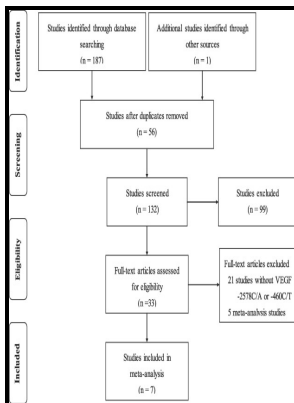 Identification
Studies identified through database
searching
(n = 187)
Additional studies identified through
other sources
(n = 1)
Studies after duplicates removed
(n = 56)
Screening
Studies screened
(n = 132)
Studies excluded
(n = 99)
Eligibility
Full-text articles assessed
for eligibility
(n =33)
Full-text articles excluded
21 studies without VEGF
-2578C/A or -460C/T
5 meta-analysis studies
Included
Studies included in
meta-analysis
(n = 7)